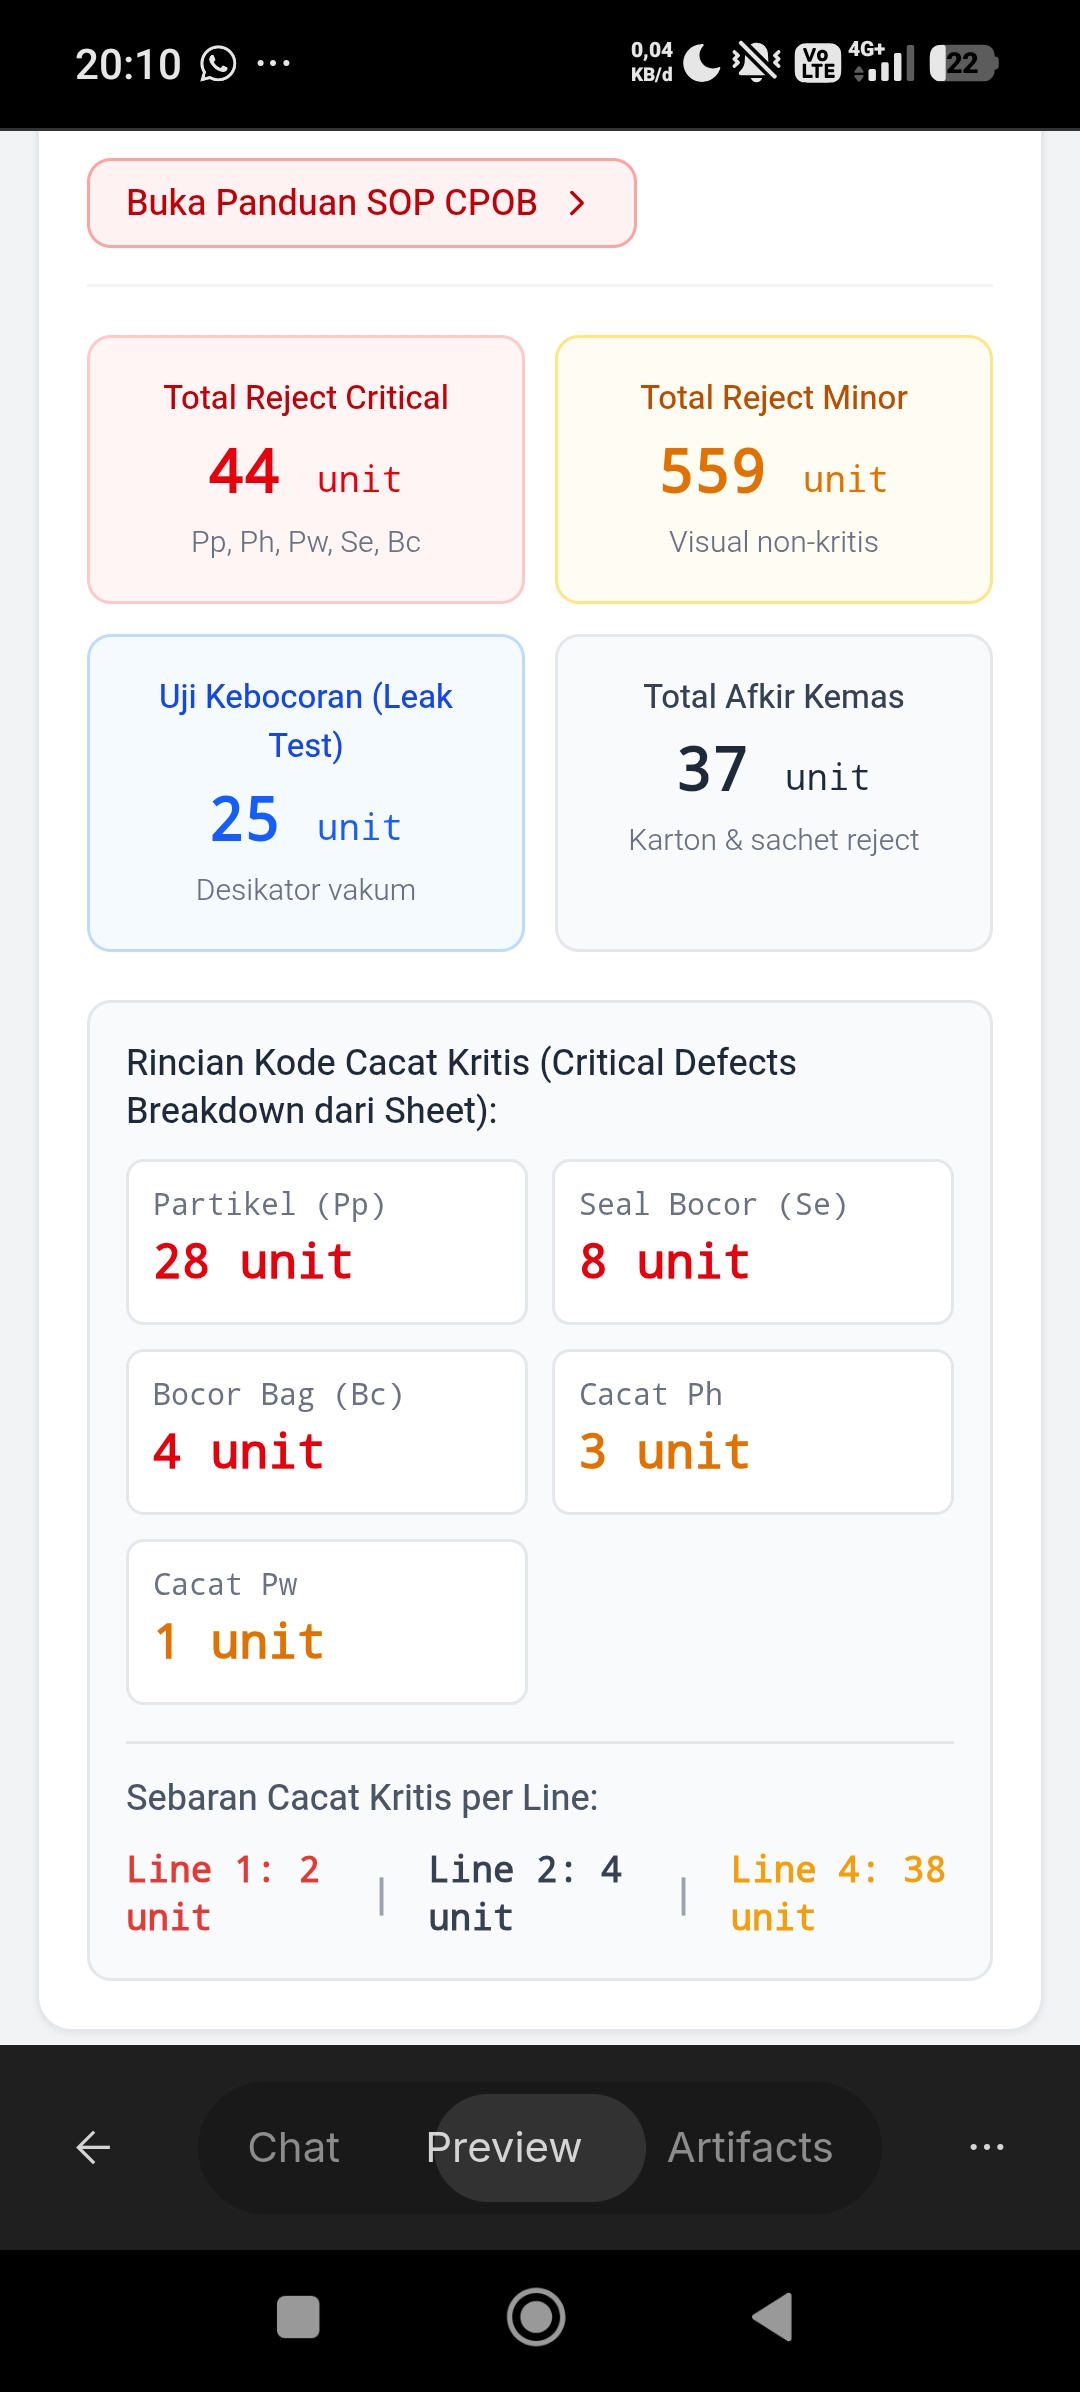 20:10
0,04
KB/d
Vo
LTE
4G+
22
Buka Panduan SOP CPOB
Total Reject Critical
44 unit
Pp, Ph, Pw, Se, Bc
Total Reject Minor
559 unit
Visual non-kritis
Uji Kebocoran (Leak
Test)
25 unit
Desikator vakum
Total Afkir Kemas
37 unit
Karton & sachet reject
Rincian Kode Cacat Kritis (Critical Defects
Breakdown dari Sheet):
Partikel (Pp)
28 unit
Seal Bocor (Se)
8 unit
Bocor Bag (Bc)
4 unit
Cacat Ph
3 unit
Cacat Pw
1 unit
Sebaran Cacat Kritis per Line:
Line 1: 2
unit
|
Line 2: 4
unit
|
Line 4: 38
unit
Chat
Preview
Artifacts